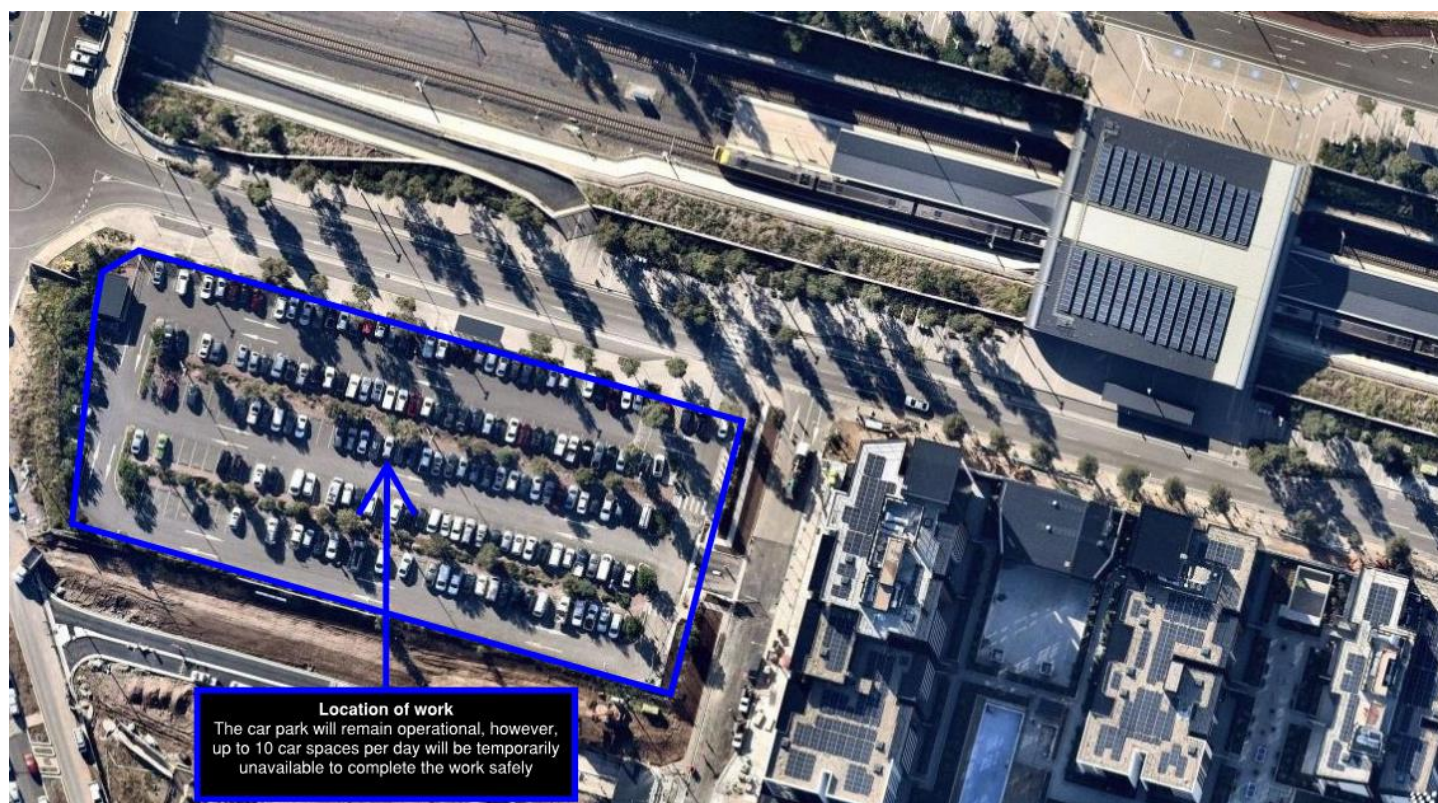 Location of work
The car park will remain operational, however,
up to 10 car spaces per day will be temporarily
unavailable to complete the work safely